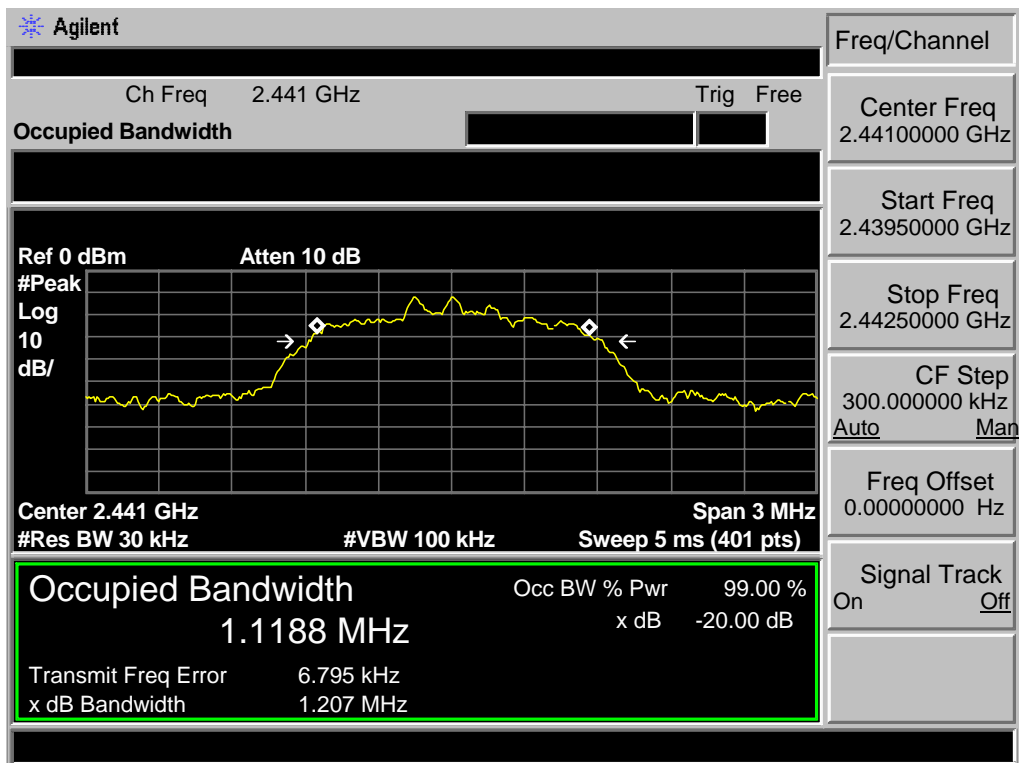 Agilent
Freq/Channel
Ch Freq 2.441 GHz Trig Free
Occupied Bandwidth
Center Freq
2.44100000 GHz
Start Freq
2.43950000 GHz
Stop Freq
2.44250000 GHz
CF Step
300.000000 kHz
Auto Man
Freq Offset
0.00000000 Hz
Signal Track
On Off
Ref 0 dBm Atten 10 dB
#Peak
Log
10
dB/
Center 2.441 GHz Span 3 MHz
#Res BW 30 kHz #VBW 100 kHz Sweep 5 ms (401 pts)
Occupied Bandwidth Occ BW % Pwr 99.00 %
1.1188 MHz x dB -20.00 dB
Transmit Freq Error 6.795 kHz
x dB Bandwidth 1.207 MHz